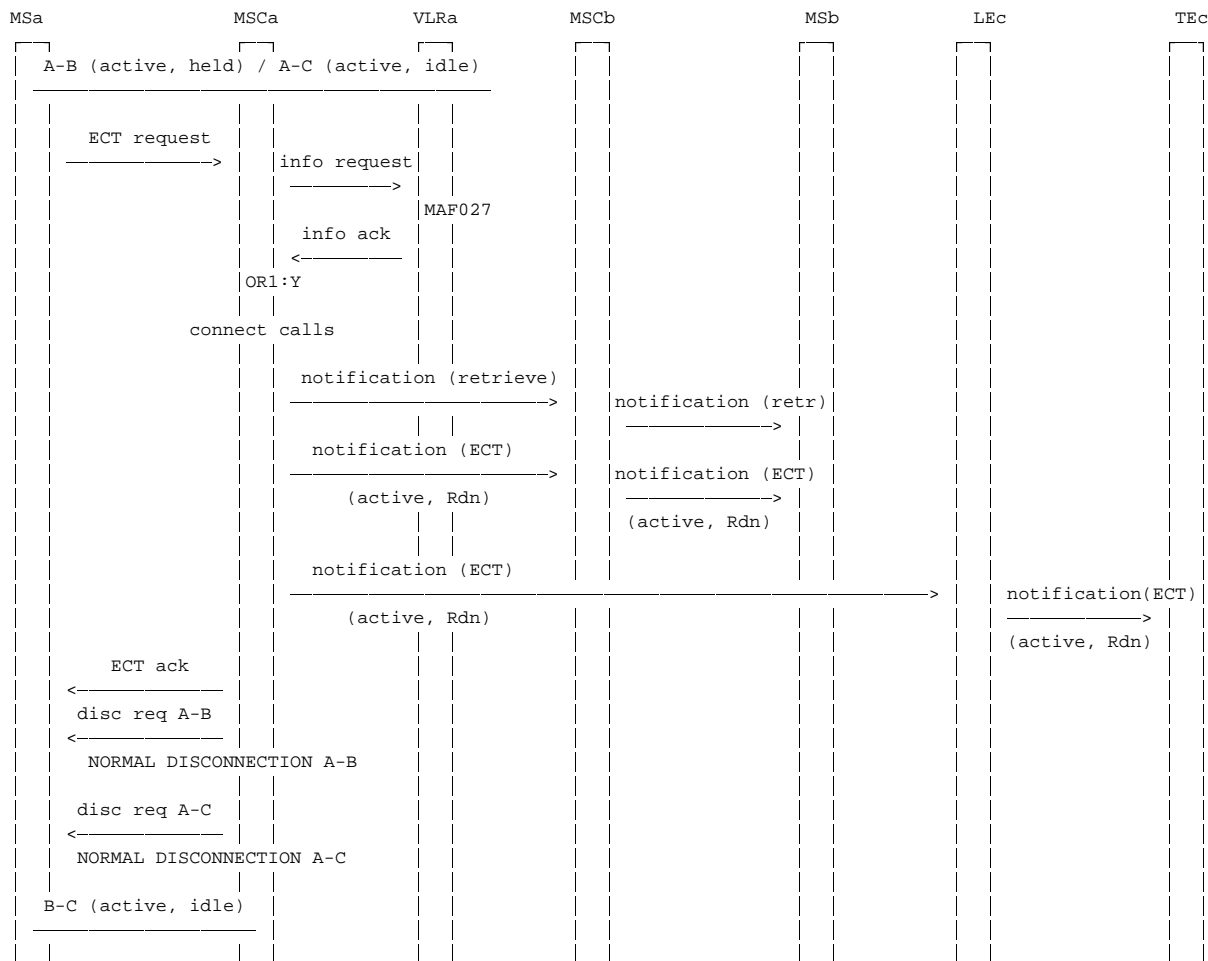 MSa MSCa VLRa MSCb MSb LEc TEc
A-B (active, held) / A-C (active, idle)
ECT request
info request
MAF027
info ack
OR1:Y
connect calls
notification (retrieve)
notification (retr)
notification (ECT)
notification (ECT)
(active, Rdn)
(active, Rdn)
notification (ECT)
notification(ECT)
(active, Rdn)
(active, Rdn)
ECT ack
disc req A-B
NORMAL DISCONNECTION A-B
disc req A-C
NORMAL DISCONNECTION A-C
B-C (active, idle)